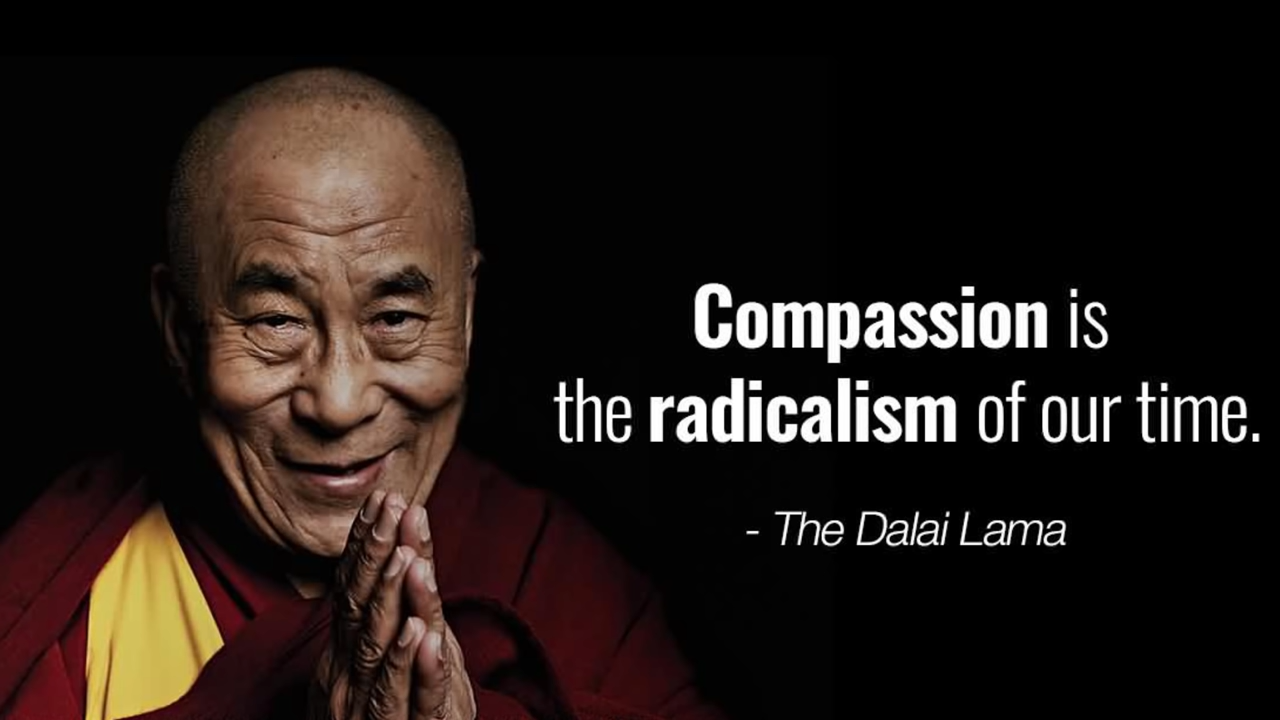 Compassion is
the radicalism of our time.
- The Dalai Lama